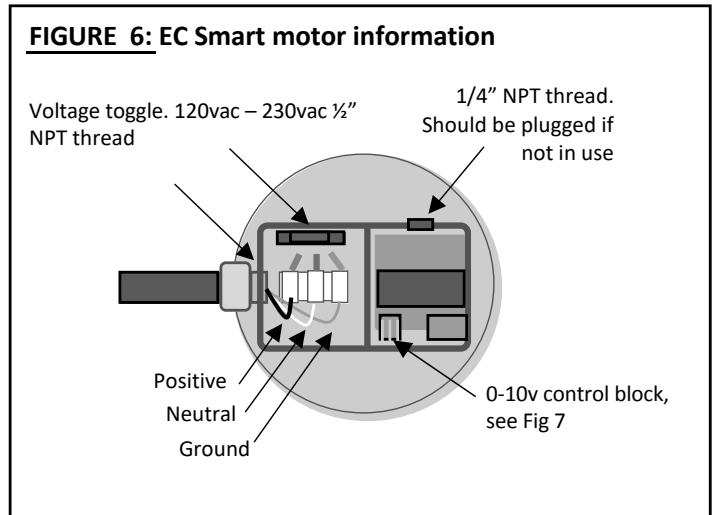 FIGURE 6: EC Smart motor information
Voltage toggle. 120vac – 230vac ½”
NPT thread
1/4” NPT thread.
Should be plugged if
not in use
Positive
Neutral
Ground
0-10v control block,
see Fig 7